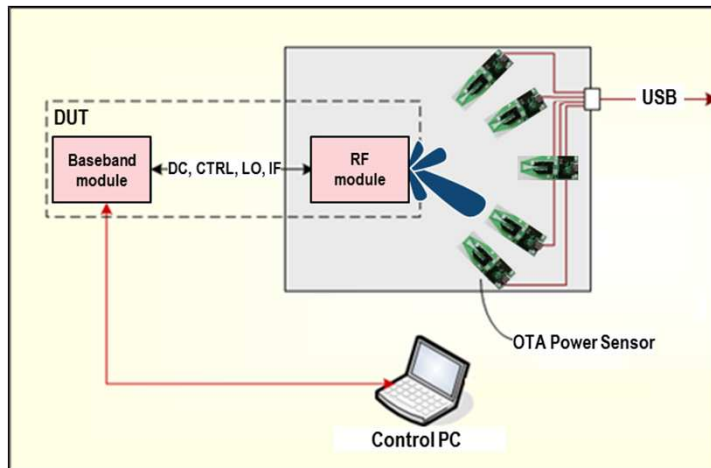 DUT
Baseband
module
DC, CTRL, LO, IF
RF
module
USB
OTA Power Sensor
Control PC